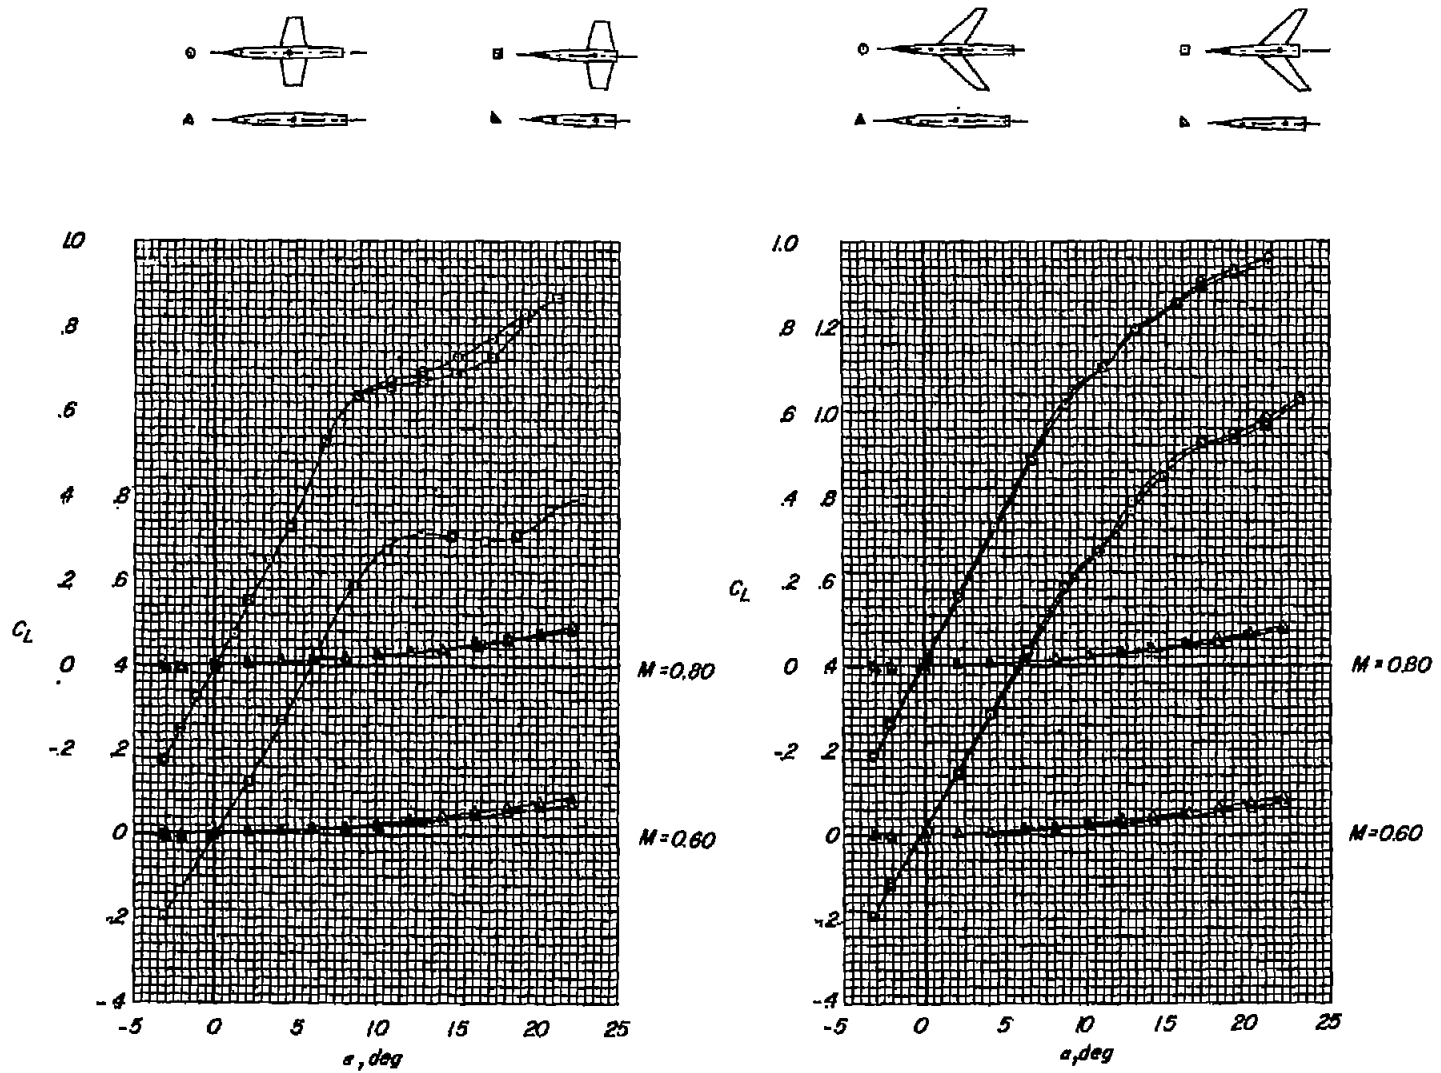 1.0 1.0
.8 .8 1.2
.6 .6 1.0
.4 .8 .4 .8
.2 .6 .2 .6
C_L C_L
0 .4 M=0.80 0 .4 M=0.80
-.2 .2 -.2 .2
0 M=0.60 0 M=0.60
-.2 -.2
-.4 -.4
-5 0 5 10 15 20 25 -5 0 5 10 15 20 25
α, deg α, deg